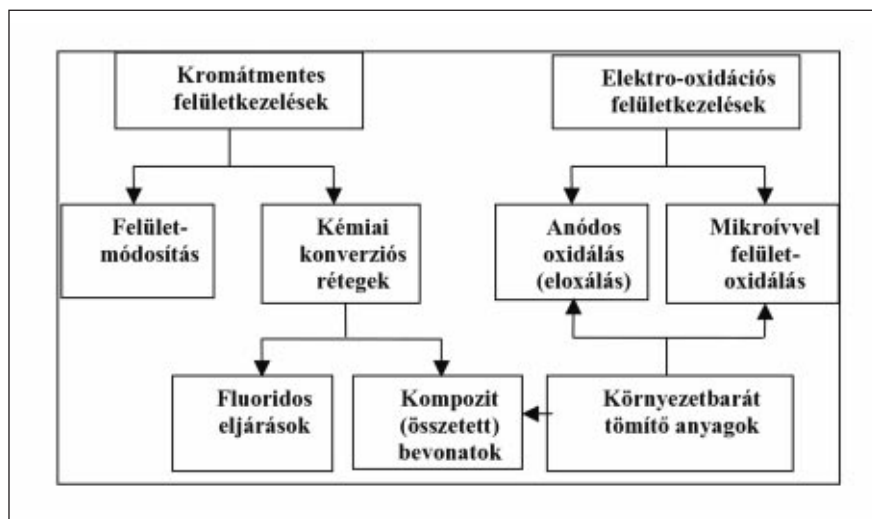 Kromátmentes
felületkezelések
Elektro-oxidációs
felületkezelések
Felület-
módosítás
Kémiai
konverziós
rétegek
Anódos
oxidálás
(eloxálás)
Mikroívvel
felület-
oxidálás
Fluoridos
eljárások
Kompozit
(összetett)
bevonatok
Környezetbarát
tömítő anyagok